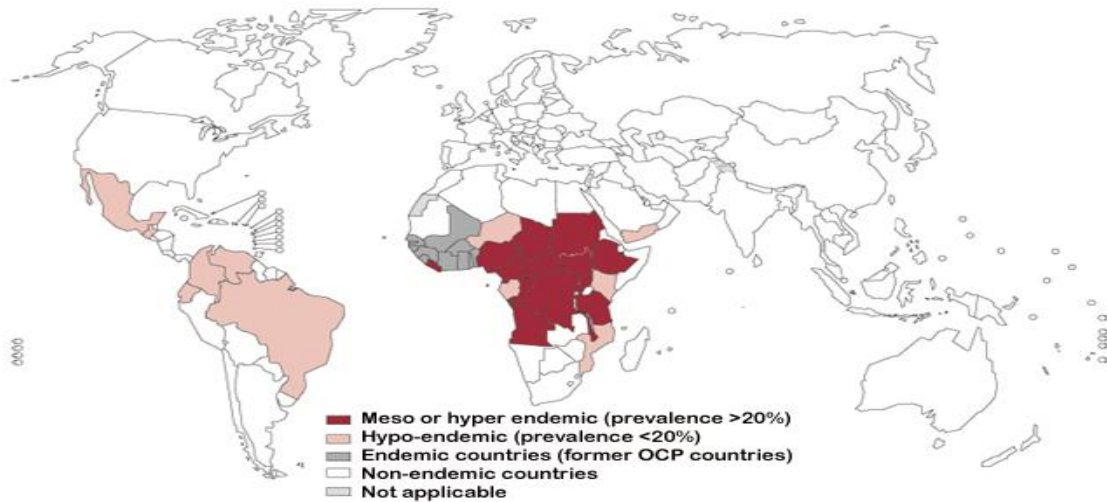 Meso or hyper endemic (prevalence >20%)
Hypo-endemic (prevalence <20%)
Endemic countries (former OCP countries)
Non-endemic countries
Not applicable